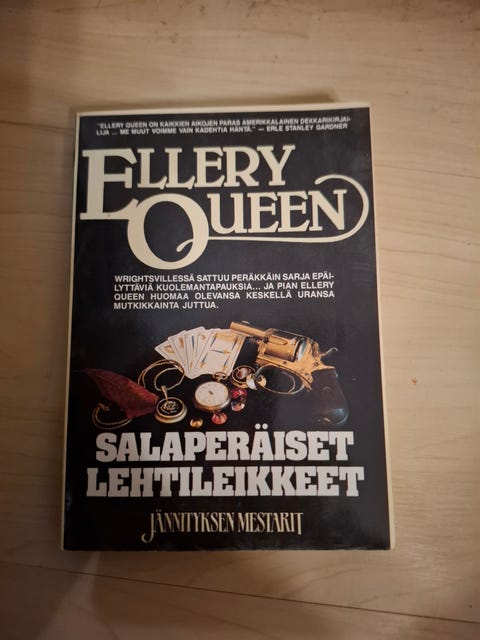 "ELLERY QUEEN ON KAIKKIEN AIKOJEN PARAS AMERIKKALAINEN DEKKARIKIRJAI-
LIJA ... ME MUUT VOIMME VAIN KADEHTIA HÄNTÄ." — ERLE STANLEY GARDNER
ELLERY
QUEEN
WRIGHTSVILLESSÄ SATTUU PERÄKKÄIN SARJA EPÄI-
LYTTÄVIÄ KUOLEMANTAPAUKSIA... JA PIAN ELLERY
QUEEN HUOMAA OLEVANSA KESKELLÄ URANSA
MUTKIKKAINTA JUTTUA.
SALAPERÄISET
LEHTILEIKKEET
JÄNNITYKSEN MESTARIT